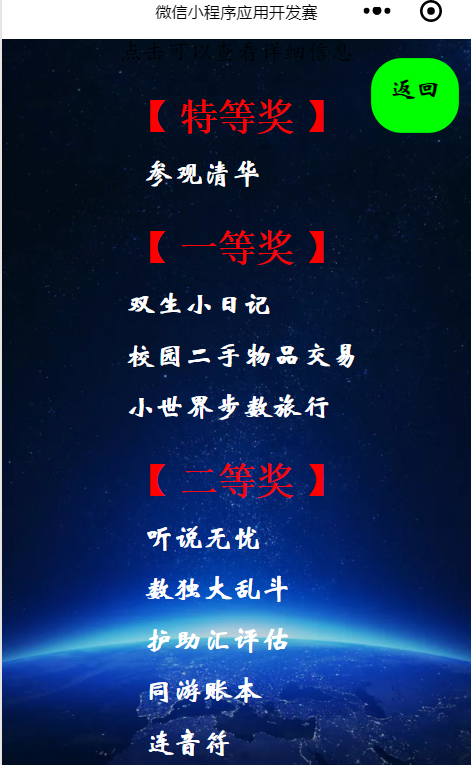 微信小程序应用开发赛
点击可以查看详细信息
返回
【 特等奖 】
参观清华
【 一等奖 】
双生小日记
校园二手物品交易
小世界步数旅行
【 二等奖 】
听说无忧
数独大乱斗
护助汇评估
同游账本
连音符